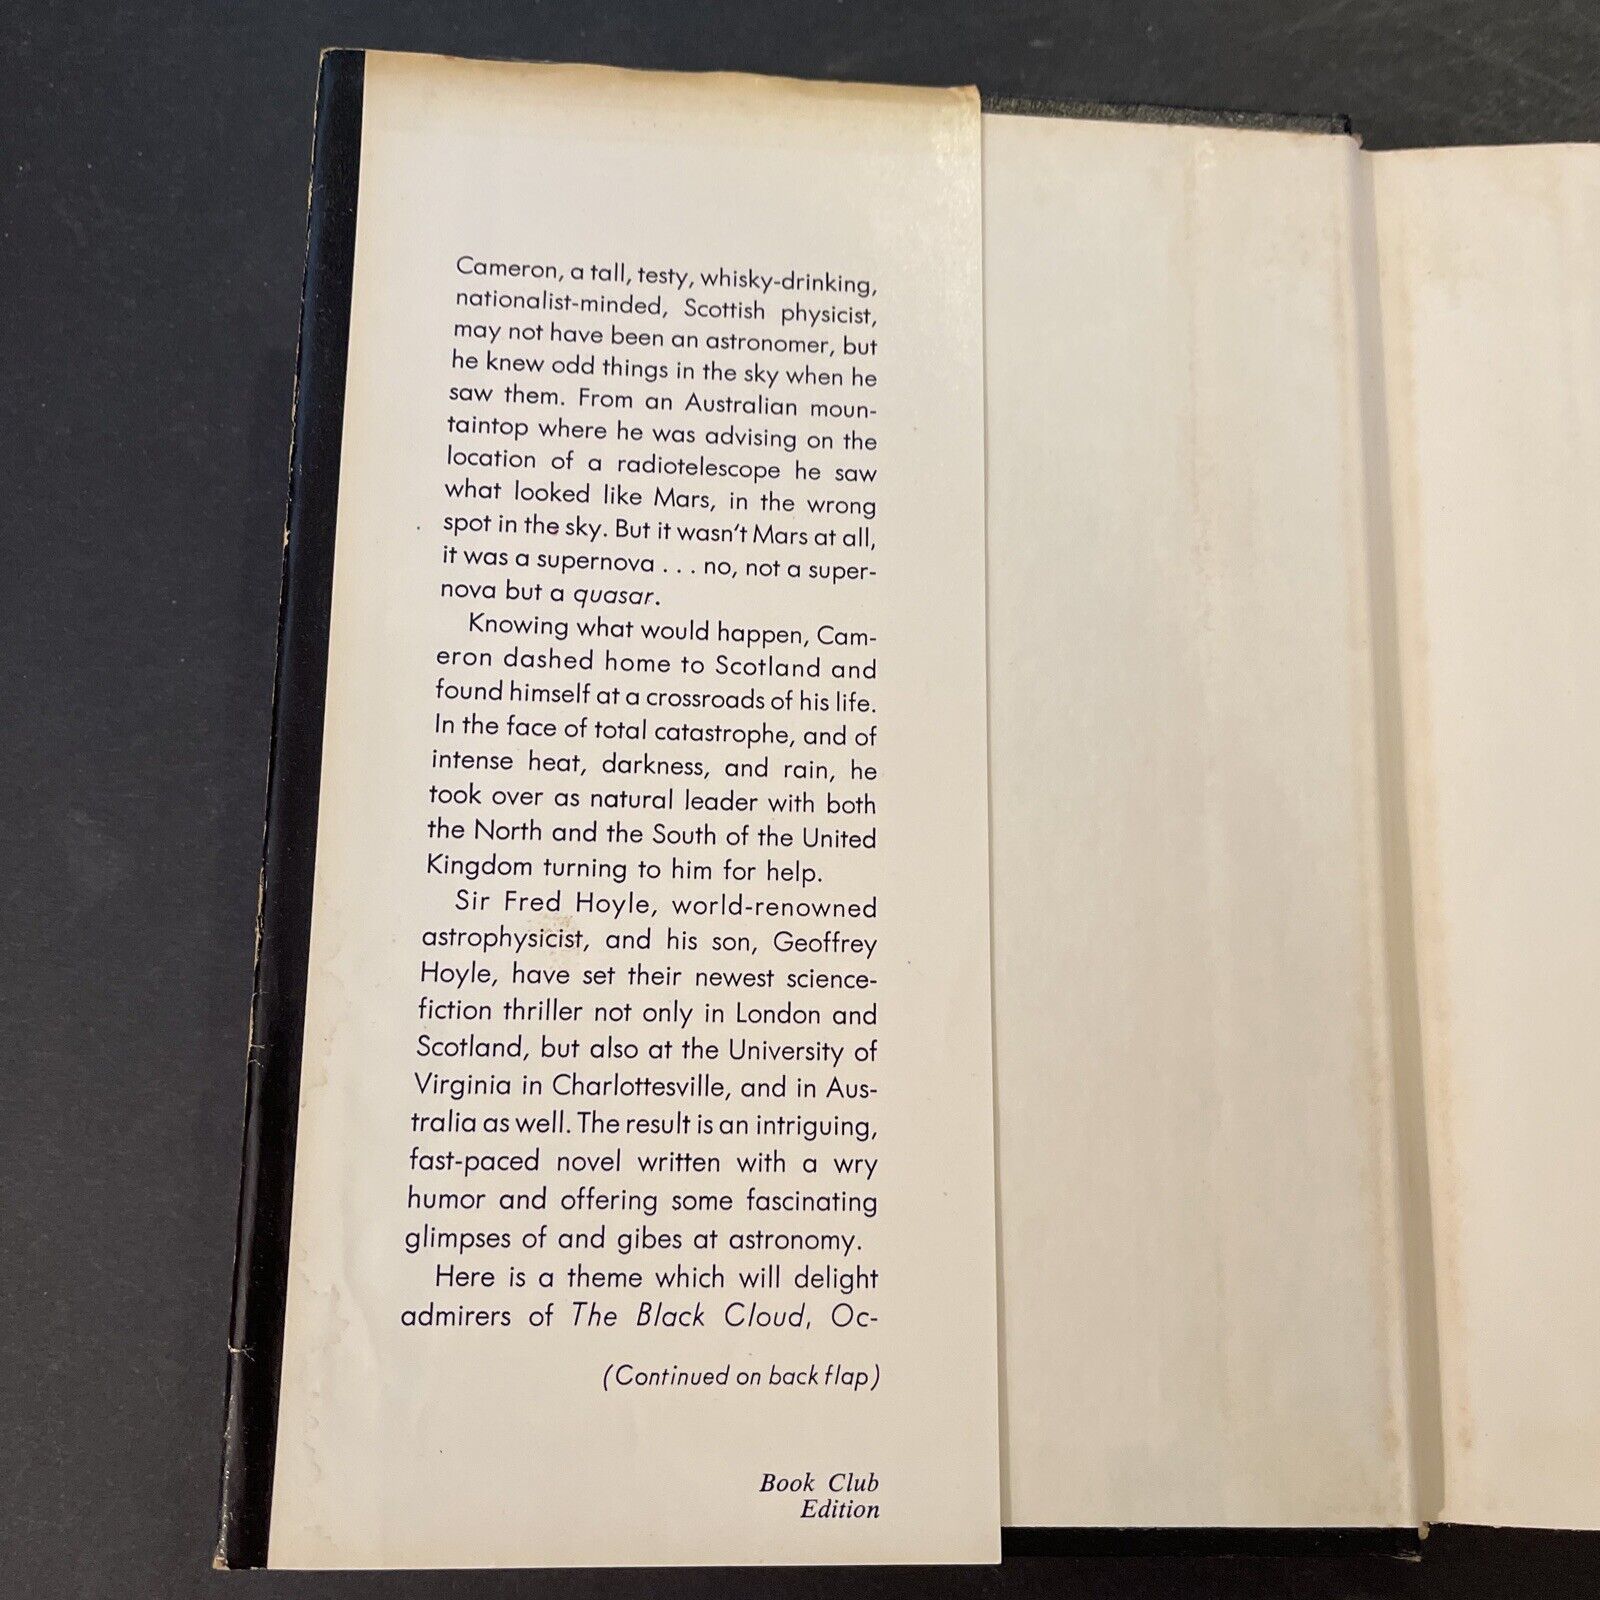 Cameron, a tall, testy, whisky-drinking,
nationalist-minded, Scottish physicist,
may not have been an astronomer, but
he knew odd things in the sky when he
saw them. From an Australian moun-
taintop where he was advising on the
location of a radiotelescope he saw
what looked like Mars, in the wrong
spot in the sky. But it wasn't Mars at all,
it was a supernova . . . no, not a super-
nova but a quasar.
Knowing what would happen, Cam-
eron dashed home to Scotland and
found himself at a crossroads of his life.
In the face of total catastrophe, and of
intense heat, darkness, and rain, he
took over as natural leader with both
the North and the South of the United
Kingdom turning to him for help.
Sir Fred Hoyle, world-renowned
astrophysicist, and his son, Geoffrey
Hoyle, have set their newest science-
fiction thriller not only in London and
Scotland, but also at the University of
Virginia in Charlottesville, and in Aus-
tralia as well. The result is an intriguing,
fast-paced novel written with a wry
humor and offering some fascinating
glimpses of and gibes at astronomy.
Here is a theme which will delight
admirers of The Black Cloud, Oc-
(Continued on back flap)
Book Club
Edition